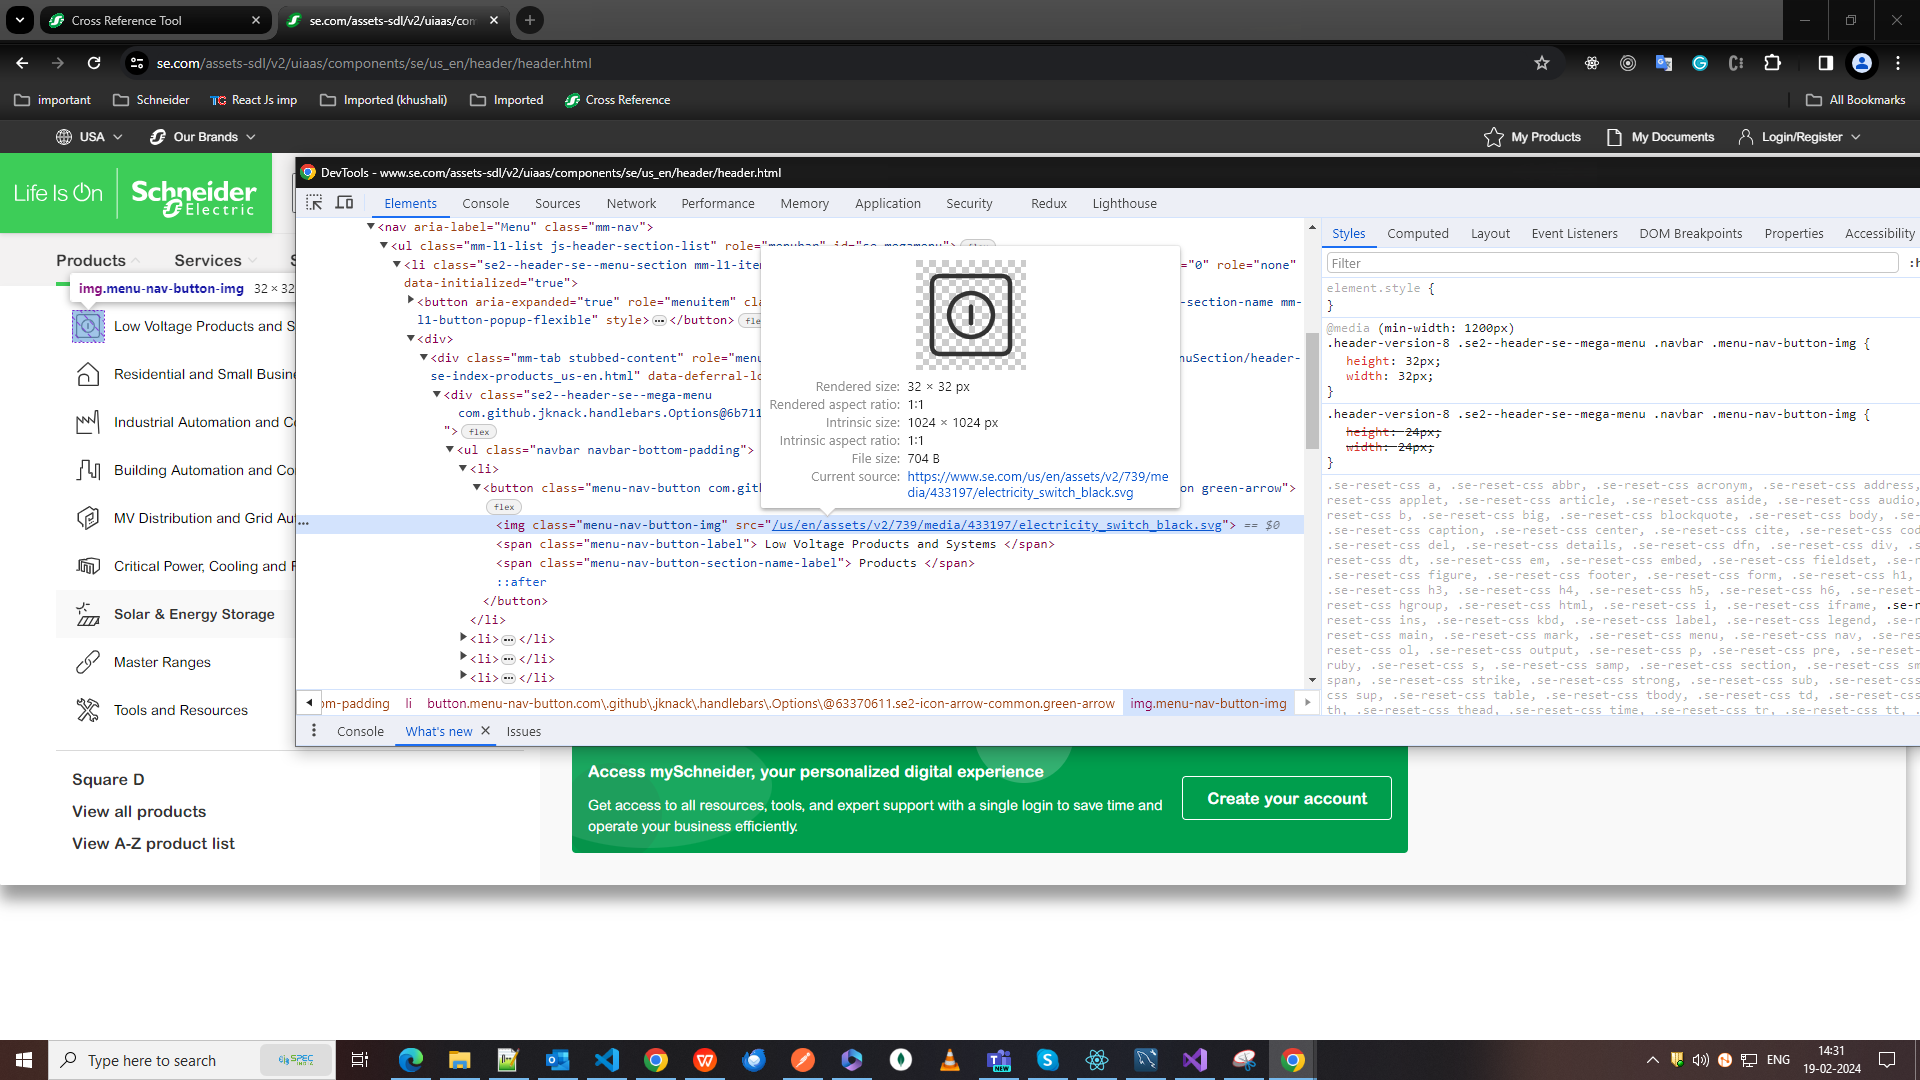 Cross Reference Tool
se.com/assets-sdl/v2/uiaas/com
se.com/assets-sdl/v2/uiaas/components/se/us_en/header/header.html
important
Schneider
React Js imp
Imported (khushali)
Imported
Cross Reference
All Bookmarks
USA
Our Brands
My Products
My Documents
Login/Register
Life Is On
Schneider
Electric
Products
Services
img.menu-nav-button-img 32 × 32
Low Voltage Products and S
Residential and Small Busin
Industrial Automation and Co
Building Automation and Co
MV Distribution and Grid Au
Critical Power, Cooling and R
Solar & Energy Storage
Master Ranges
Tools and Resources
Square D
View all products
View A-Z product list
DevTools - www.se.com/assets-sdl/v2/uiaas/components/se/us_en/header/header.html
Elements Console Sources Network Performance Memory Application Security Redux Lighthouse
<nav aria-label="Menu" class="mm-nav">
<ul class="mm-l1-list js-header-section-list" role="menubar" id="se-megamenu"> flex
<li class="se2--header-se--menu-section mm-l1-ite ="0" role="none"
data-initialized="true">
<button aria-expanded="true" role="menuitem" cla -section-name mm-
l1-button-popup-flexible" style> … </button> fle
<div>
<div class="mm-tab stubbed-content" role="menu nuSection/header-
se-index-products_us-en.html" data-deferral-lo
<div class="se2--header-se--mega-menu
com.github.jknack.handlebars.Options@6b711
"> flex
<ul class="navbar navbar-bottom-padding">
<li>
<button class="menu-nav-button com.gith on green-arrow">
flex
<img class="menu-nav-button-img" src="/us/en/assets/v2/739/media/433197/electricity_switch_black.svg"> == $0
<span class="menu-nav-button-label"> Low Voltage Products and Systems </span>
<span class="menu-nav-button-section-name-label"> Products </span>
::after
</button>
</li>
<li> … </li>
<li> … </li>
<li> … </li>
Rendered size: 32 × 32 px
Rendered aspect ratio: 1:1
Intrinsic size: 1024 × 1024 px
Intrinsic aspect ratio: 1:1
File size: 704 B
Current source: https://www.se.com/us/en/assets/v2/739/me
dia/433197/electricity_switch_black.svg
om-padding li button.menu-nav-button.com\.github\.jknack\.handlebars\.Options\@63370611.se2-icon-arrow-common.green-arrow img.menu-nav-button-img
Console What's new Issues
Styles Computed Layout Event Listeners DOM Breakpoints Properties Accessibility
Filter
element.style {
}
@media (min-width: 1200px)
.header-version-8 .se2--header-se--mega-menu .navbar .menu-nav-button-img {
height: 32px;
width: 32px;
}
.header-version-8 .se2--header-se--mega-menu .navbar .menu-nav-button-img {
height: 24px;
width: 24px;
}
.se-reset-css a, .se-reset-css abbr, .se-reset-css acronym, .se-reset-css address,
reset-css applet, .se-reset-css article, .se-reset-css aside, .se-reset-css audio,
reset-css b, .se-reset-css big, .se-reset-css blockquote, .se-reset-css body,
.se-reset-css caption, .se-reset-css center, .se-reset-css cite, .se-reset-css cod
.se-reset-css del, .se-reset-css details, .se-reset-css dfn, .se-reset-css div,
reset-css dt, .se-reset-css em, .se-reset-css embed, .se-reset-css fieldset,
.se-reset-css figure, .se-reset-css footer, .se-reset-css form, .se-reset-css h1,
.se-reset-css h3, .se-reset-css h4, .se-reset-css h5, .se-reset-css h6,
reset-css hgroup, .se-reset-css html, .se-reset-css i, .se-reset-css iframe, .se-r
reset-css ins, .se-reset-css kbd, .se-reset-css label, .se-reset-css legend,
reset-css main, .se-reset-css mark, .se-reset-css menu, .se-reset-css nav,
reset-css ol, .se-reset-css output, .se-reset-css p, .se-reset-css pre,
ruby, .se-reset-css s, .se-reset-css samp, .se-reset-css section, .se-reset-css sm
span, .se-reset-css strike, .se-reset-css strong, .se-reset-css sub,
css sup, .se-reset-css table, .se-reset-css tbody, .se-reset-css td,
th, .se-reset-css thead, .se-reset-css time, .se-reset-css tr, .se-reset-css tt,
Access mySchneider, your personalized digital experience
Get access to all resources, tools, and expert support with a single login to save time and
operate your business efficiently.
Create your account
Type here to search
ENG
14:31
19-02-2024